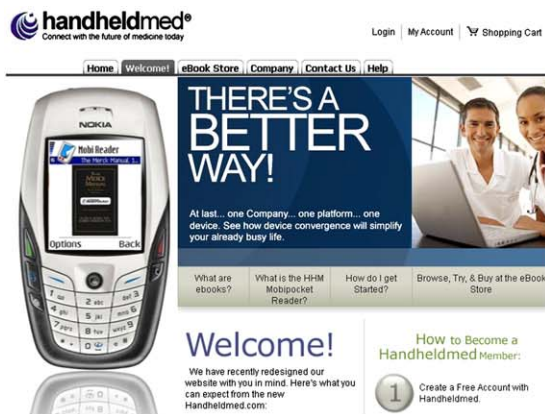 handheldmed®
Connect with the future of medicine today
Login | My Account | Shopping Cart
Home Welcome! eBook Store Company Contact Us Help
NOKIA
Mobi Reader
The Merck Manual 1..
Options Back
THERE'S A
BETTER
WAY!
At last... one Company... one platform... one
device. See how device convergence will simplify
your already busy life.
What are
ebooks?
What is the HHM
Mobipocket
Reader?
How do I get
Started?
Browse, Try, & Buy at the eBook
Store
Welcome!
We have recently redesigned our
website with you in mind. Here's what you
can expect from the new
Handheldmed.com:
How to Become a
Handheldmed Member:
1
Create a Free Account with
Handheldmed.